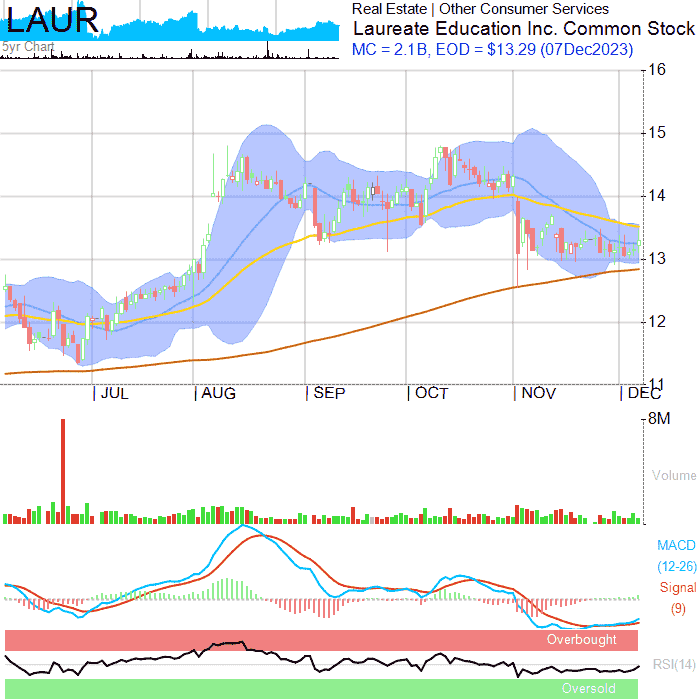 LAUR
5yr Chart
Real Estate | Other Consumer Services
Laureate Education Inc. Common Stock
MC = 2.1B, EOD = $13.29 (07Dec2023)
16
15
14
13
12
11
JUL AUG SEP OCT NOV DEC
8M
Volume
MACD
(12-26)
Signal
(9)
Overbought
RSI(14)
Oversold